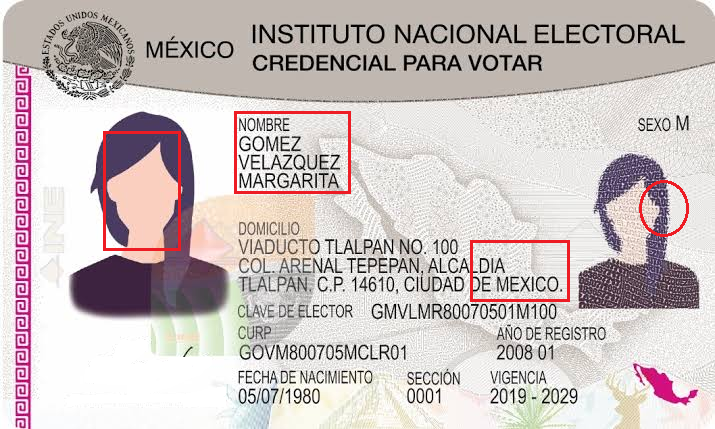 ESTADOS UNIDOS MEXICANOS
MÉXICO
INSTITUTO NACIONAL ELECTORAL
CREDENCIAL PARA VOTAR
NOMBRE
GOMEZ
VELAZQUEZ
MARGARITA
SEXO M
DOMICILIO
VIADUCTO TLALPAN NO. 100
COL. ARENAL TEPEPAN, ALCALDIA
TLALPAN, C.P. 14610, CIUDAD DE MEXICO.
CLAVE DE ELECTOR GMVLMR80070501M100
CURP
GOVM800705MCLR01
AÑO DE REGISTRO
2008 01
FECHA DE NACIMIENTO
05/07/1980
SECCIÓN
0001
VIGENCIA
2019 - 2029
INE